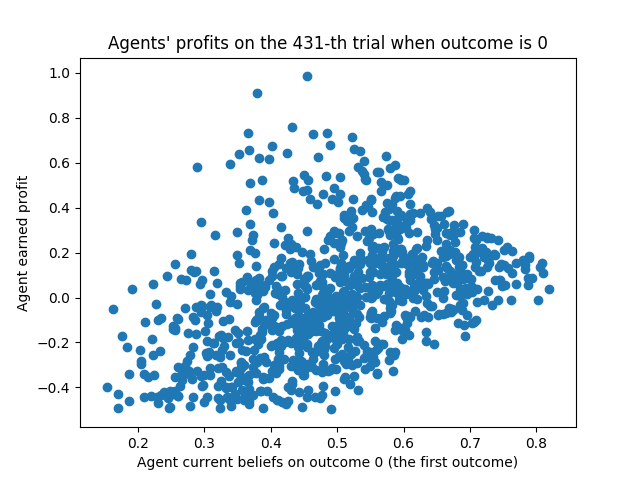 Agents' profits on the 431-th trial when outcome is 0
Agent earned profit
1.0
0.8
0.6
0.4
0.2
0.0
−0.2
−0.4
0.2 0.3 0.4 0.5 0.6 0.7 0.8
Agent current beliefs on outcome 0 (the first outcome)